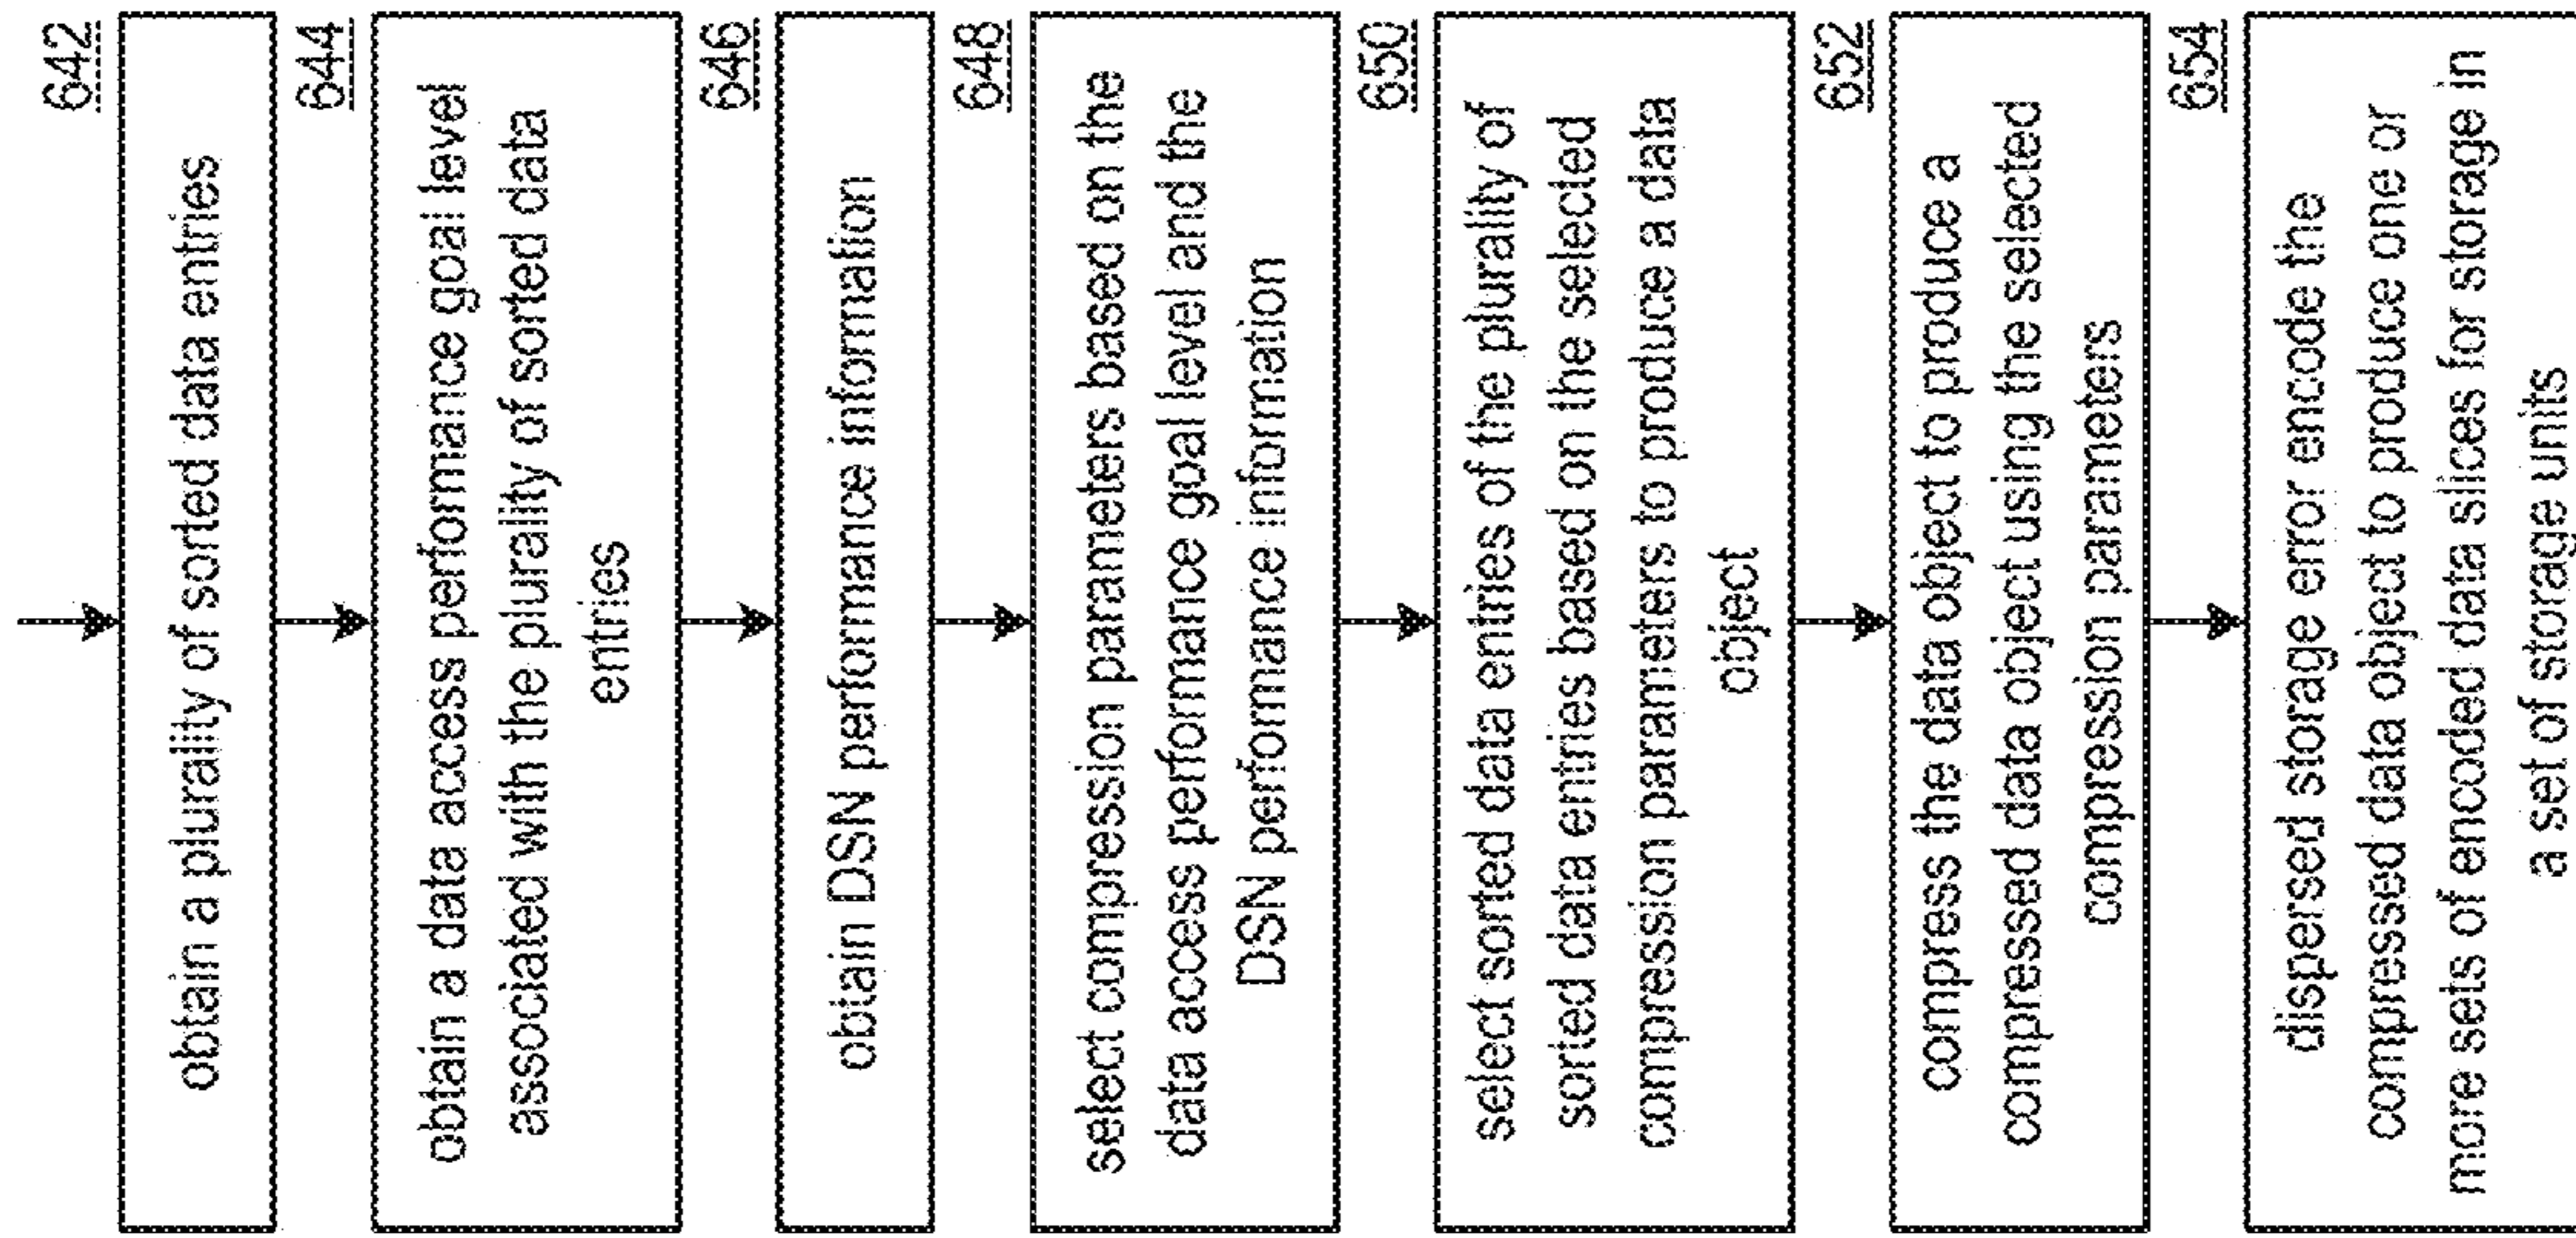 642
obtain a plurality of sorted data entries
644
obtain a data access performance goal level
associated with the plurality of sorted data
entries
646
obtain DSN performance information
648
select compression parameters based on the
data access performance goal level and the
DSN performance information
650
select sorted data entries of the plurality of
sorted data entries based on the selected
compression parameters to produce a data
object
652
compress the data object to produce a
compressed data object using the selected
compression parameters
654
dispersed storage error encode the
compressed data object to produce one or
more sets of encoded data slices for storage in
a set of storage units